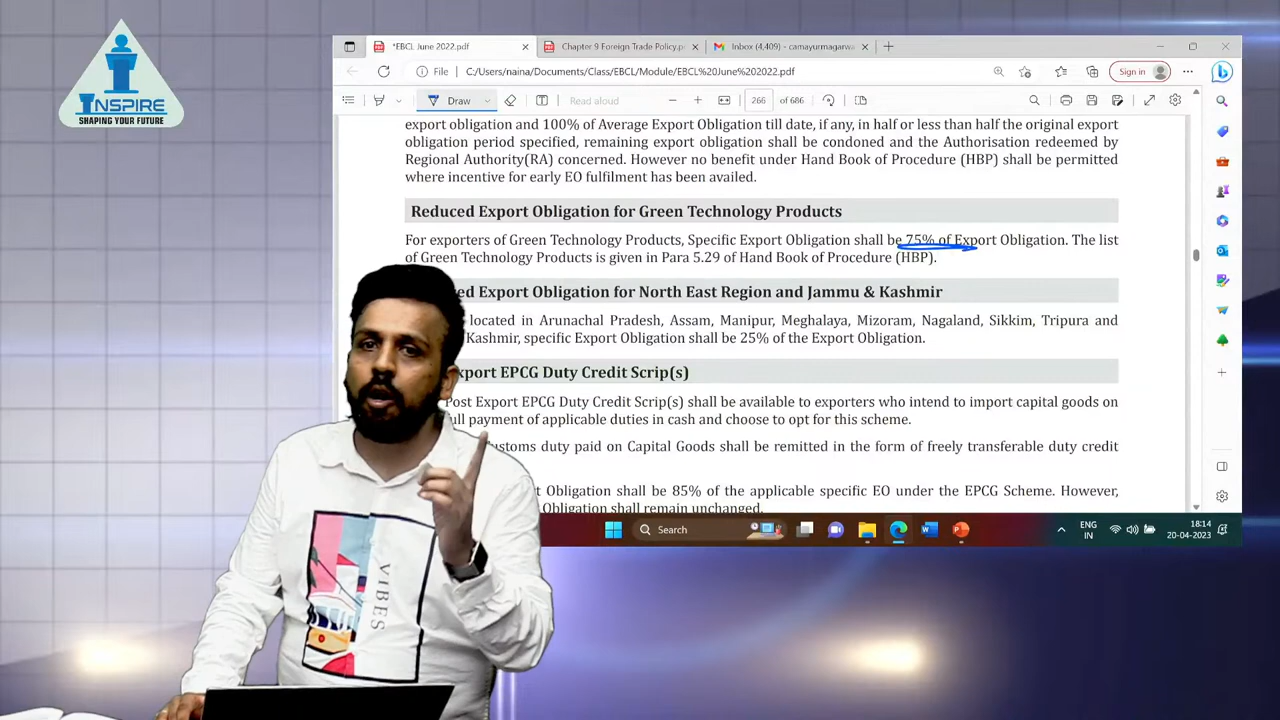 INSPIRE
SHAPING YOUR FUTURE
*EBCL June 2022.pdf
Chapter 9 Foreign Trade Policy.p
Inbox (4,409) - camayurmagarwa
File
C:/Users/naina/Documents/Class/EBCL/Module/EBCL%20June%202022.pdf
Sign in
Draw
Read aloud
266
of 686
export obligation and 100% of Average Export Obligation till date, if any, in half or less than half the original export
obligation period specified, remaining export obligation shall be condoned and the Authorisation redeemed by
Regional Authority(RA) concerned. However no benefit under Hand Book of Procedure (HBP) shall be permitted
where incentive for early EO fulfilment has been availed.
Reduced Export Obligation for Green Technology Products
For exporters of Green Technology Products, Specific Export Obligation shall be 75% of Export Obligation. The list
of Green Technology Products is given in Para 5.29 of Hand Book of Procedure (HBP).
Export Obligation for North East Region and Jammu & Kashmir
located in Arunachal Pradesh, Assam, Manipur, Meghalaya, Mizoram, Nagaland, Sikkim, Tripura and
Kashmir, specific Export Obligation shall be 25% of the Export Obligation.
xport EPCG Duty Credit Scrip(s)
Post Export EPCG Duty Credit Scrip(s) shall be available to exporters who intend to import capital goods on
ull payment of applicable duties in cash and choose to opt for this scheme.
ustoms duty paid on Capital Goods shall be remitted in the form of freely transferable duty credit
t Obligation shall be 85% of the applicable specific EO under the EPCG Scheme. However,
Obligation shall remain unchanged.
Search
ENG
IN
18:14
20-04-2023
VIBES